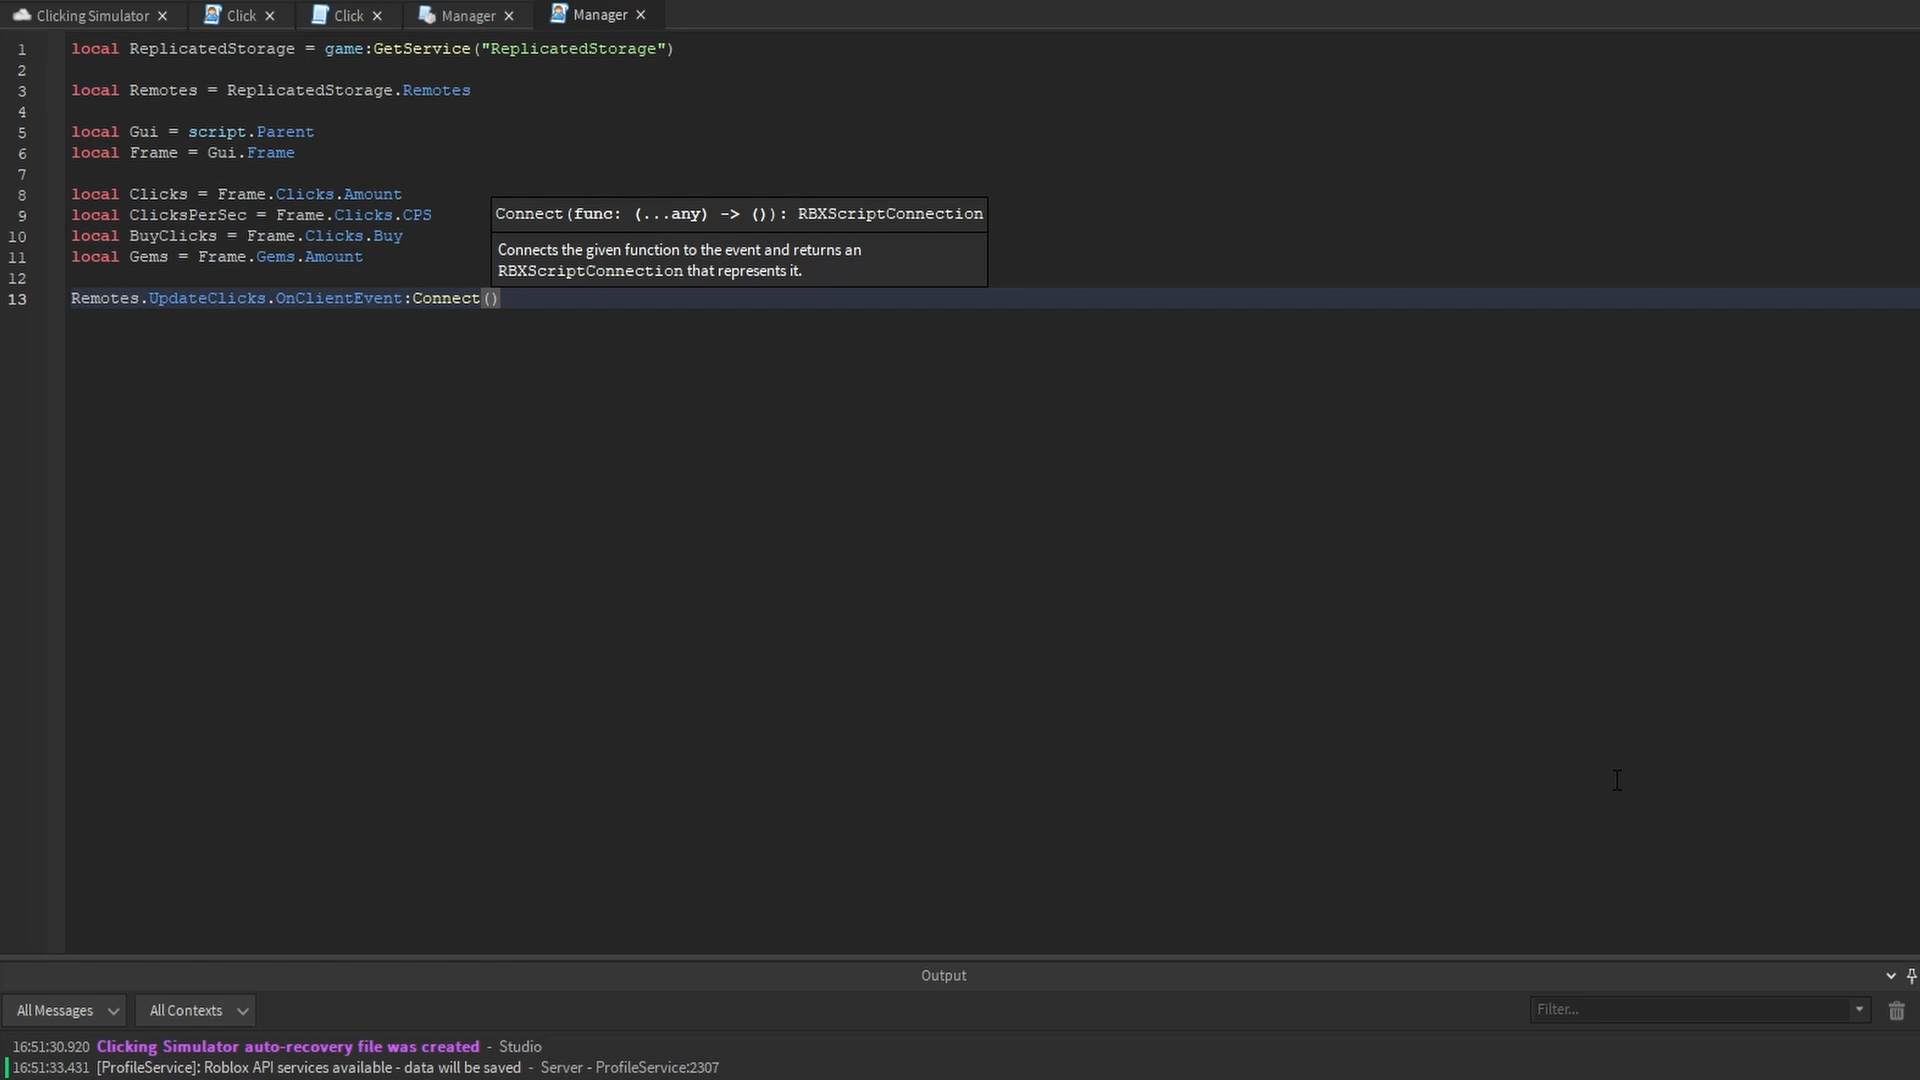 Clicking Simulator
Click
Click
Manager
Manager
1 local ReplicatedStorage = game:GetService("ReplicatedStorage")
2
3 local Remotes = ReplicatedStorage.Remotes
4
5 local Gui = script.Parent
6 local Frame = Gui.Frame
7
8 local Clicks = Frame.Clicks.Amount
9 local ClicksPerSec = Frame.Clicks.CPS
10 local BuyClicks = Frame.Clicks.Buy
11 local Gems = Frame.Gems.Amount
12
13 Remotes.UpdateClicks.OnClientEvent:Connect()
Connect(func: (...any) -> ()): RBXScriptConnection
Connects the given function to the event and returns an
RBXScriptConnection that represents it.
Output
All Messages
All Contexts
Filter...
16:51:30.920 Clicking Simulator auto-recovery file was created - Studio
16:51:33.431 [ProfileService]: Roblox API services available - data will be saved - Server - ProfileService:2307